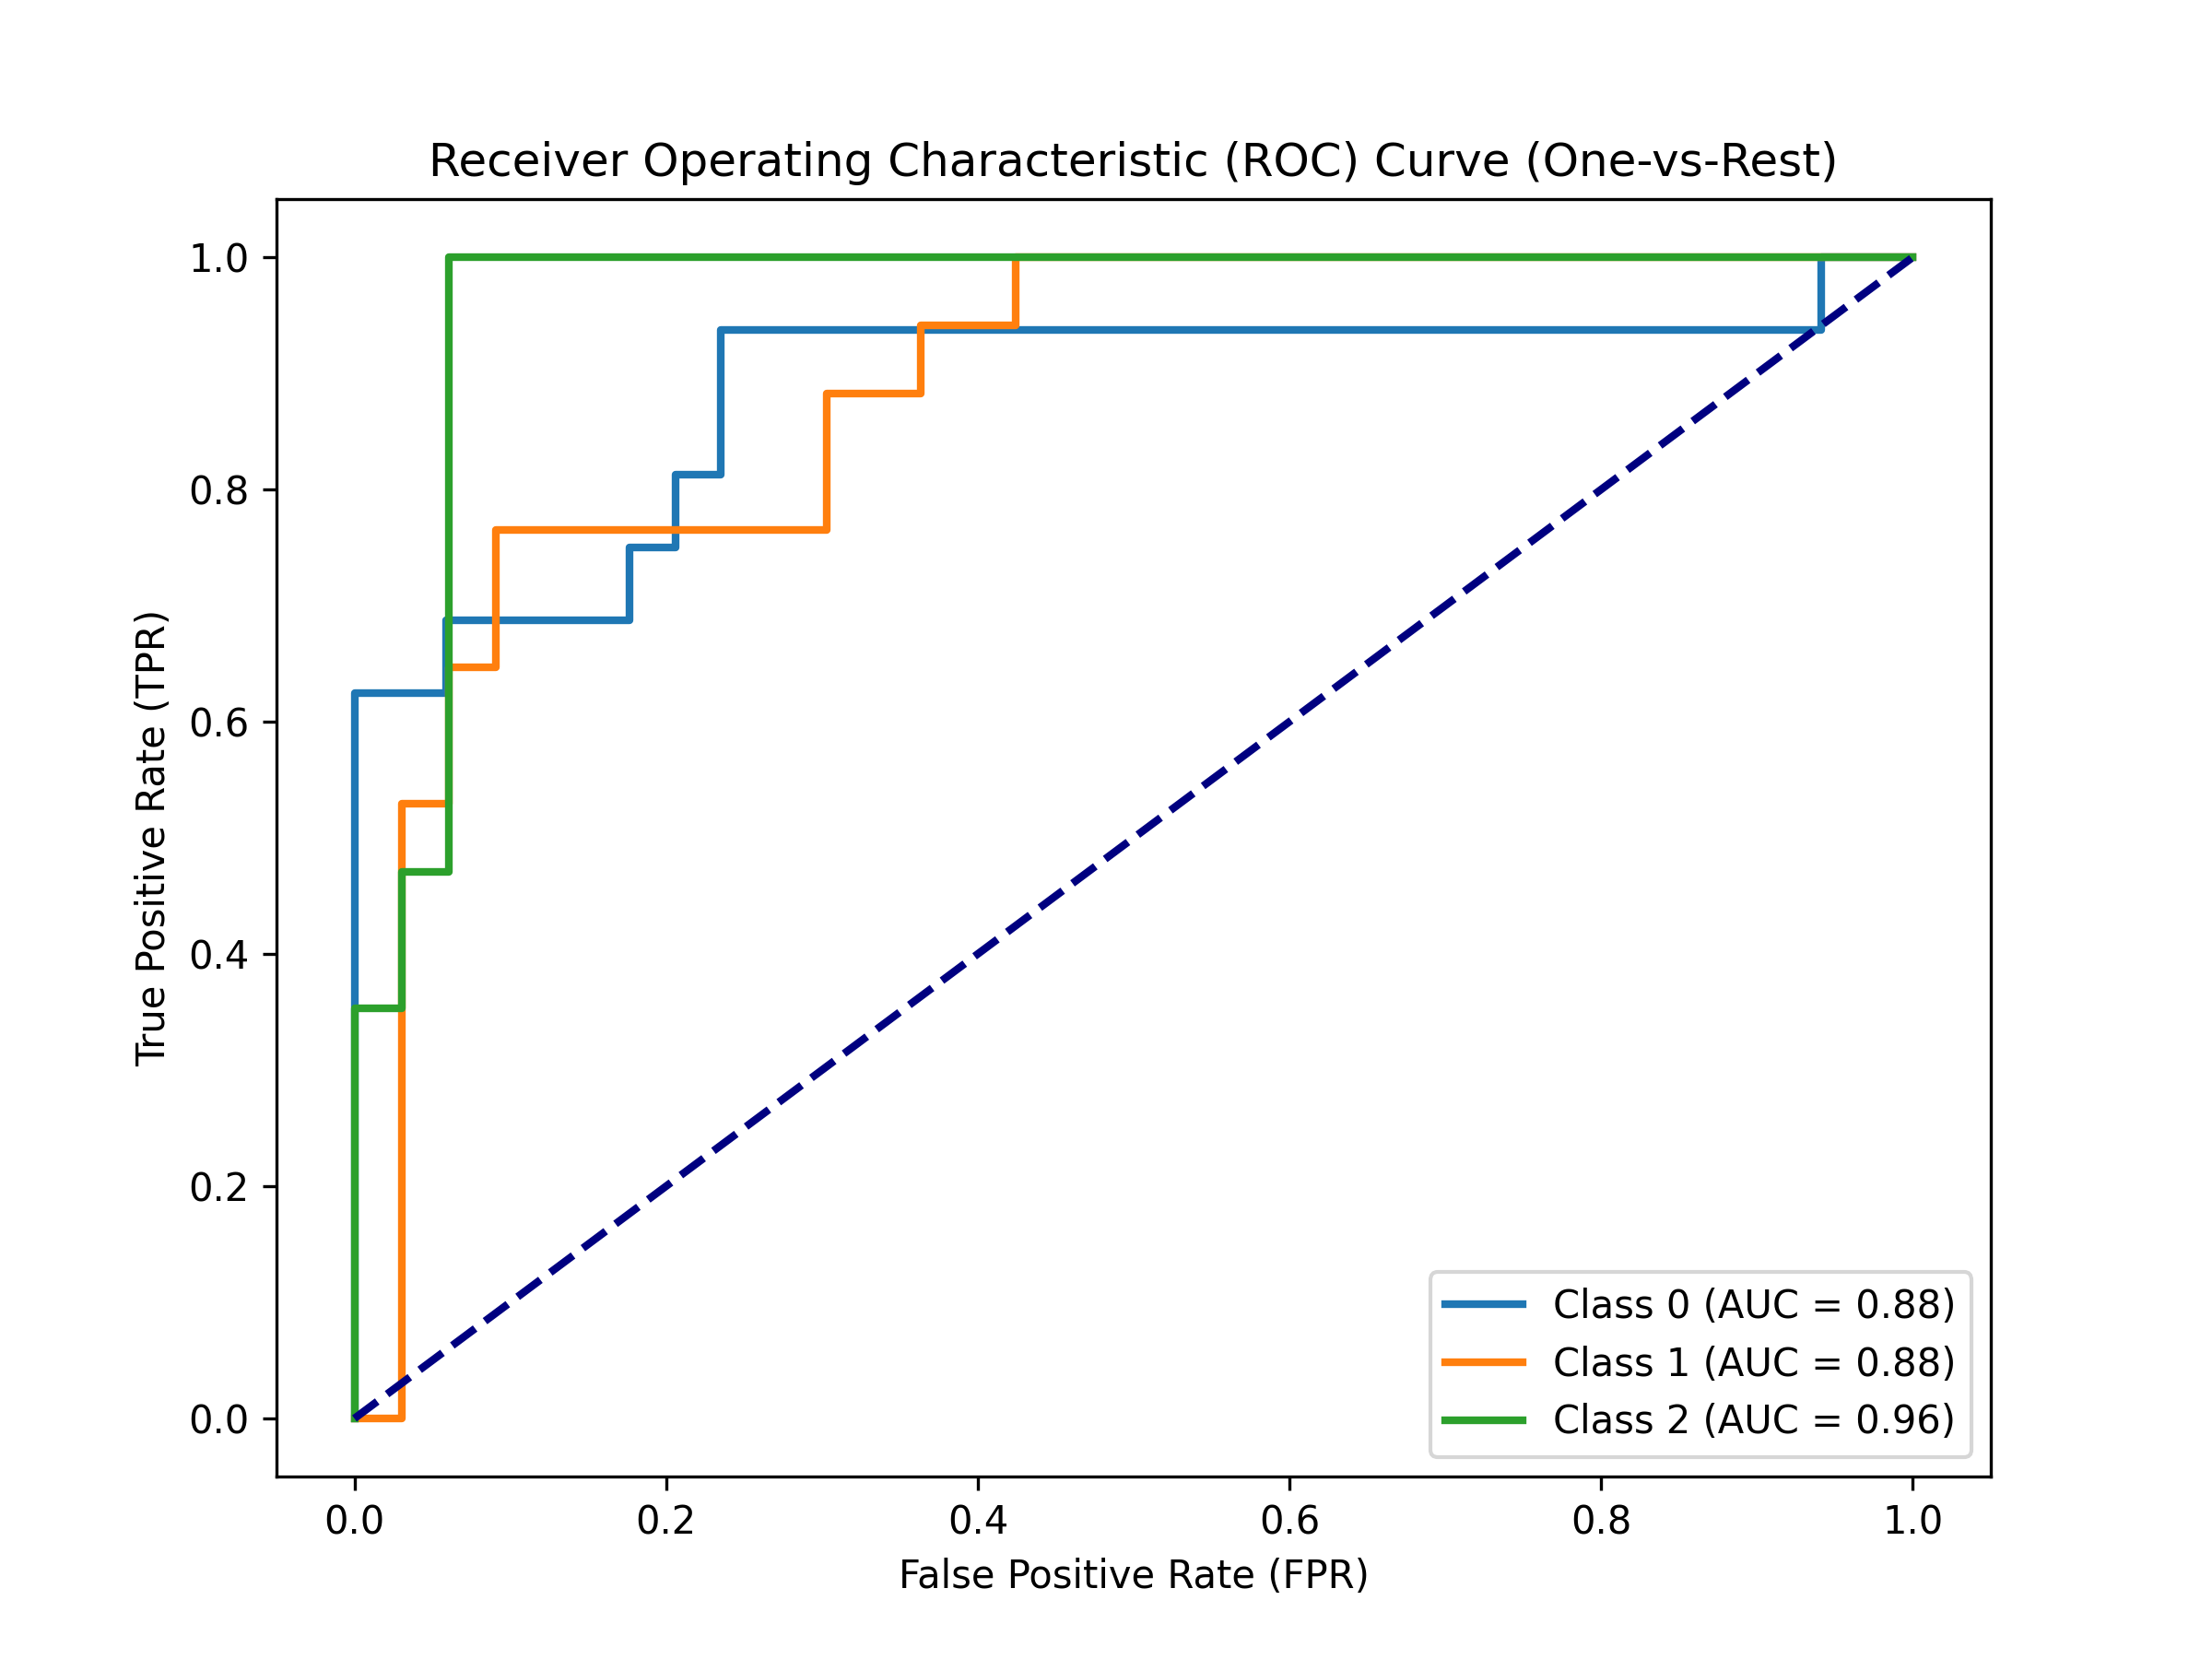 Receiver Operating Characteristic (ROC) Curve (One-vs-Rest)
True Positive Rate (TPR)
1.0
0.8
0.6
0.4
0.2
0.0
0.0 0.2 0.4 0.6 0.8 1.0
False Positive Rate (FPR)
Class 0 (AUC = 0.88)
Class 1 (AUC = 0.88)
Class 2 (AUC = 0.96)